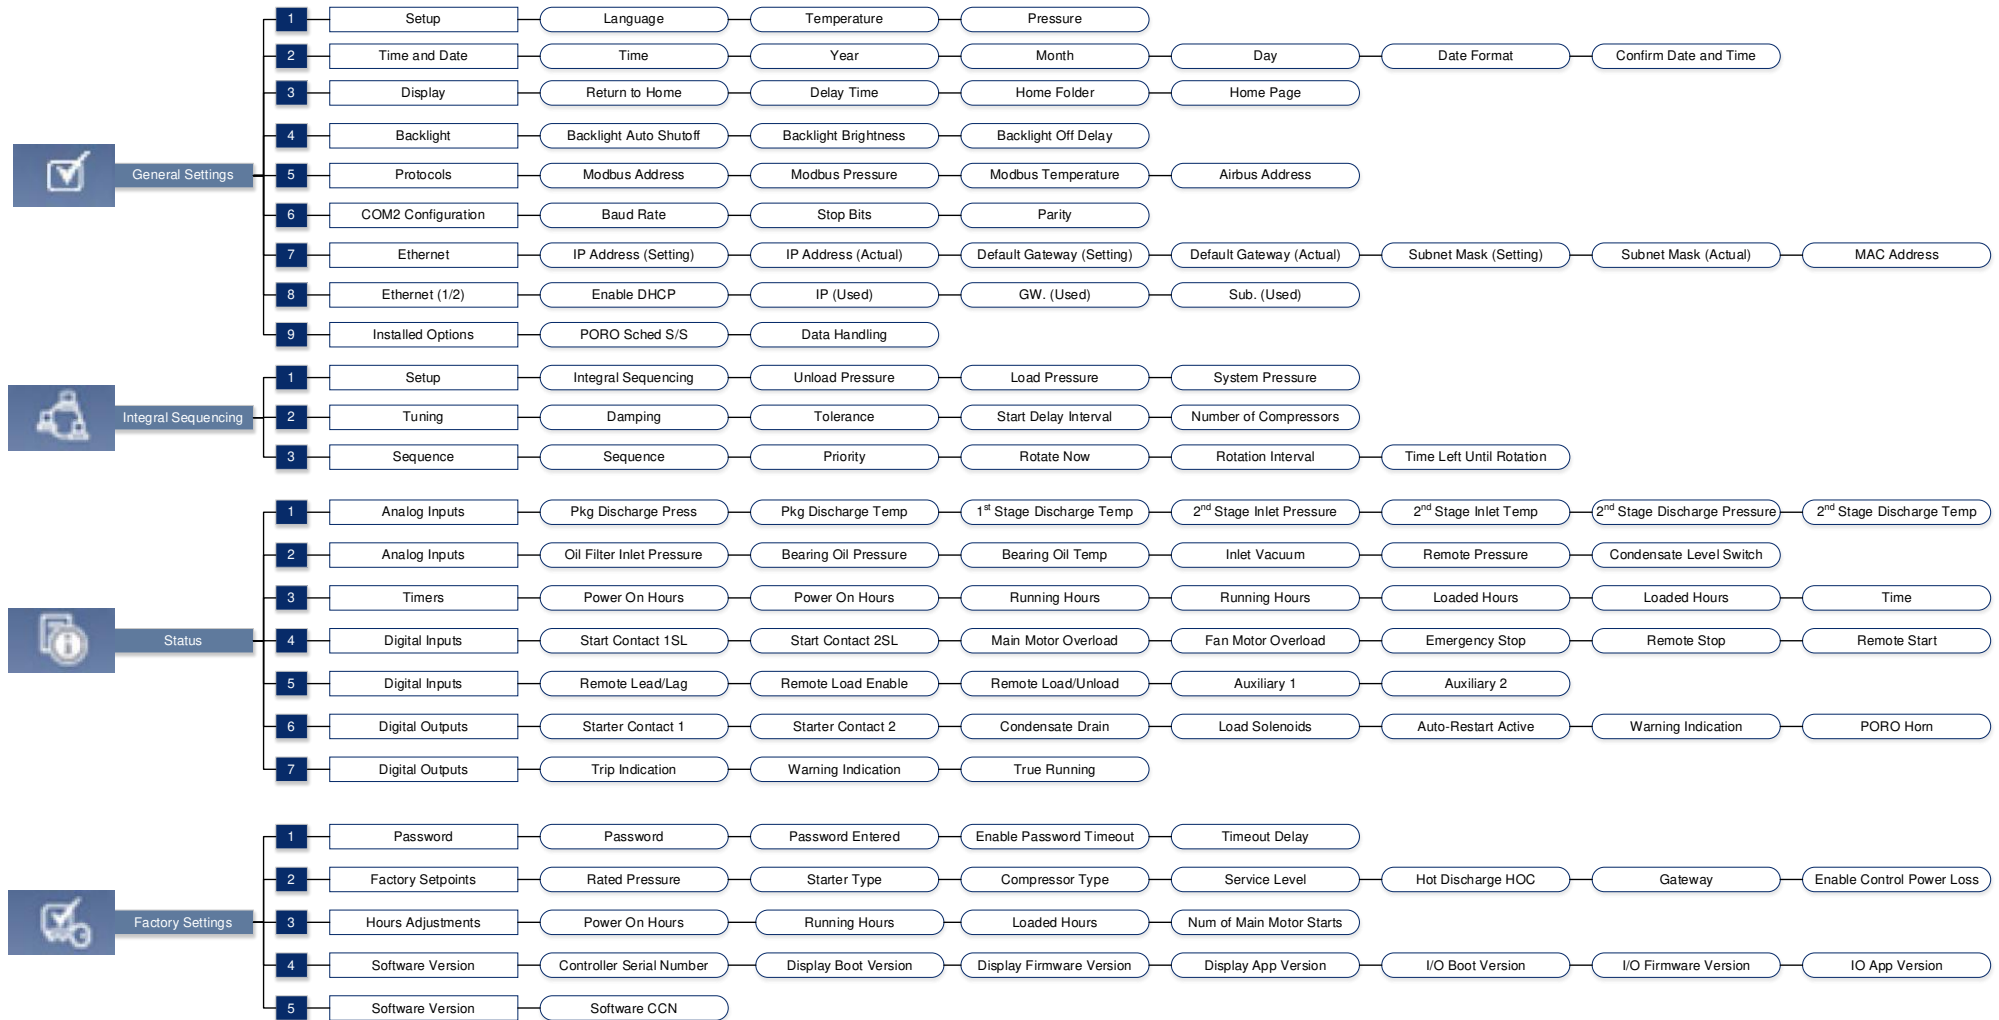 1 Setup Language Temperature Pressure
2 Time and Date Time Year Month Day Date Format Confirm Date and Time
3 Display Return to Home Delay Time Home Folder Home Page
4 Backlight Backlight Auto Shutoff Backlight Brightness Backlight Off Delay
General Settings 5 Protocols Modbus Address Modbus Pressure Modbus Temperature Airbus Address
6 COM2 Configuration Baud Rate Stop Bits Parity
7 Ethernet IP Address (Setting) IP Address (Actual) Default Gateway (Setting) Default Gateway (Actual) Subnet Mask (Setting) Subnet Mask (Actual) MAC Address
8 Ethernet (1/2) Enable DHCP IP (Used) GW. (Used) Sub. (Used)
9 Installed Options PORO Sched S/S Data Handling
1 Setup Integral Sequencing Unload Pressure Load Pressure System Pressure
Integral Sequencing 2 Tuning Damping Tolerance Start Delay Interval Number of Compressors
3 Sequence Sequence Priority Rotate Now Rotation Interval Time Left Until Rotation
1 Analog Inputs Pkg Discharge Press Pkg Discharge Temp 1st Stage Discharge Temp 2nd Stage Inlet Pressure 2nd Stage Inlet Temp 2nd Stage Discharge Pressure 2nd Stage Discharge Temp
2 Analog Inputs Oil Filter Inlet Pressure Bearing Oil Pressure Bearing Oil Temp Inlet Vacuum Remote Pressure Condensate Level Switch
3 Timers Power On Hours Power On Hours Running Hours Running Hours Loaded Hours Loaded Hours Time
Status 4 Digital Inputs Start Contact 1SL Start Contact 2SL Main Motor Overload Fan Motor Overload Emergency Stop Remote Stop Remote Start
5 Digital Inputs Remote Lead/Lag Remote Load Enable Remote Load/Unload Auxiliary 1 Auxiliary 2
6 Digital Outputs Starter Contact 1 Starter Contact 2 Condensate Drain Load Solenoids Auto-Restart Active Warning Indication PORO Horn
7 Digital Outputs Trip Indication Warning Indication True Running
1 Password Password Password Entered Enable Password Timeout Timeout Delay
2 Factory Setpoints Rated Pressure Starter Type Compressor Type Service Level Hot Discharge HOC Gateway Enable Control Power Loss
Factory Settings 3 Hours Adjustments Power On Hours Running Hours Loaded Hours Num of Main Motor Starts
4 Software Version Controller Serial Number Display Boot Version Display Firmware Version Display App Version I/O Boot Version I/O Firmware Version IO App Version
5 Software Version Software CCN